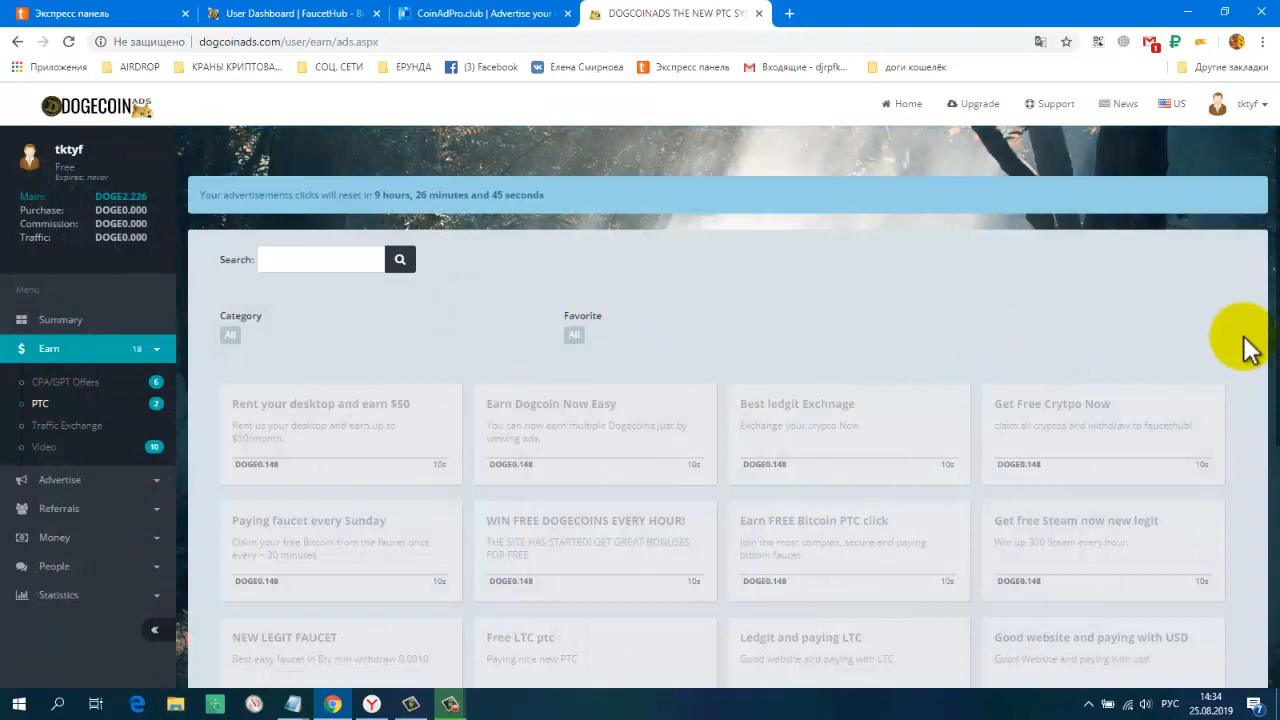 Экспресс панель
User Dashboard | FaucetHub - B
CoinAdPro.club | Advertise your
DOGCOINADS THE NEW PTC SY
Не защищено
dogcoinads.com/user/earn/ads.aspx
1
Приложения
AIRDROP
КРАНЫ КРИПТОВА...
СОЦ. СЕТИ
ЕРУНДА
(3) Facebook
Елена Смирнова
Экспресс панель
Входящие - djrpfk...
доги кошелёк
Другие закладки
DOGECOIN ADS
Home
Upgrade
Support
News
US
tktyf
tktyf
Free
Expires: never
Main: DOGE2.226
Purchase: DOGE0.000
Commission: DOGE0.000
Traffic: DOGE0.000
Menu
Summary
Earn 18
CPA/GPT Offers 6
PTC 2
Traffic Exchange
Video 10
Advertise
Referrals
Money
People
Statistics
Your advertisements clicks will reset in 9 hours, 26 minutes and 45 seconds
Search:
Category
Favorite
All
All
Rent your desktop and earn $50
Rent us your desktop and earn up to
$50/month.
DOGE0.148 10s
Earn Dogcoin Now Easy
You can now earn multiple Dogecoins just by
viewing ads.
DOGE0.148 10s
Best ledgit Exchnage
Exchange your crypto Now
DOGE0.148 10s
Get Free Crytpo Now
claim all cryptos and withdraw to faucethub!
DOGE0.148 10s
Paying faucet every Sunday
Claim your free Bitcoin from the faucet once
every ~ 30 minutes
DOGE0.148 10s
WIN FREE DOGECOINS EVERY HOUR!
THE SITE HAS STARTED! GET GREAT BONUSES
FOR FREE
DOGE0.148 10s
Earn FREE Bitcoin PTC click
Join the most complex, secure and paying
bitcoin faucet
DOGE0.148 10s
Get free Steam now new legit
Win up 300 Steam every hour.
DOGE0.148 10s
NEW LEGIT FAUCET
Best easy faucet in Btc min withdraw 0.0010
Free LTC ptc
Paying nice new PTC
Ledgit and paying LTC
Good website and paying with LTC
Good website and paying with USD
Good Website and paying with usd
РУС
14:34
25.08.2019
7